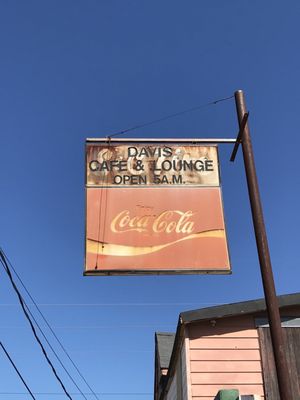 DAVIS
CAFE & LOUNGE
OPEN 5A.M.
Coca-Cola